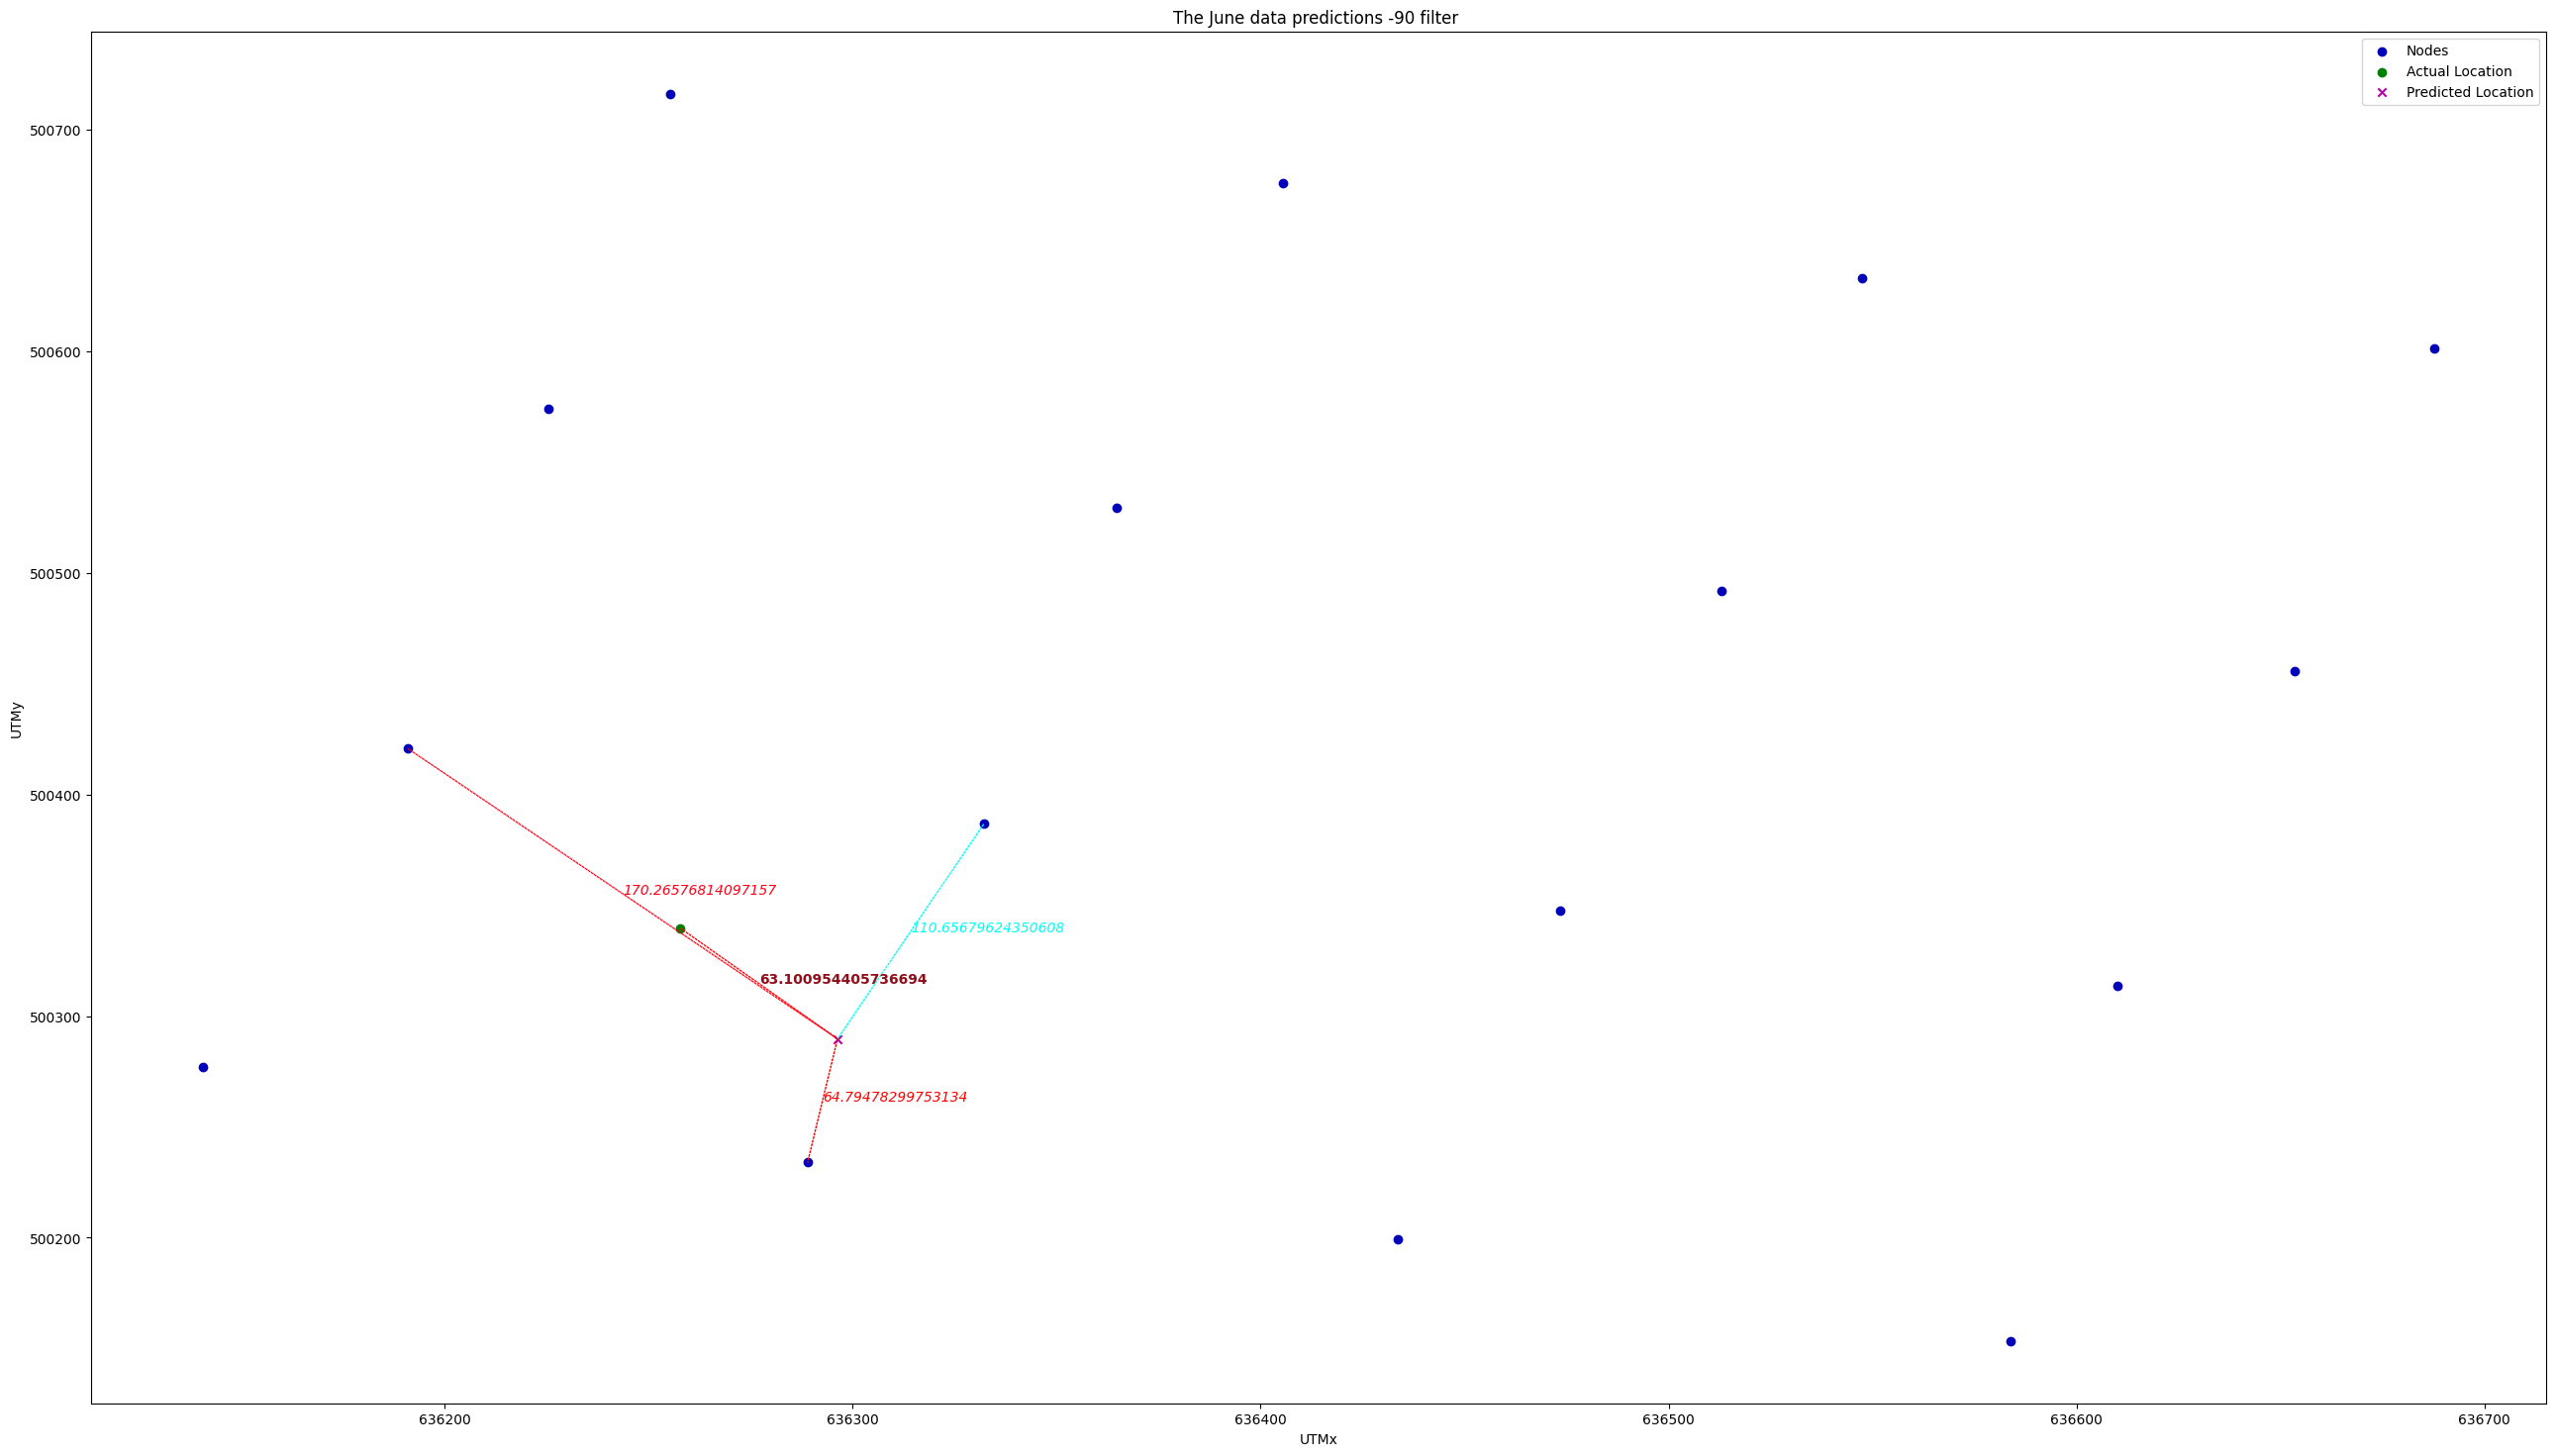 The June data predictions -90 filter
Nodes
Actual Location
Predicted Location
500700
500600
500500
UTMy
500400
170.26576814097157
110.65679624350608
63.100954405736694
500300
64.79478299753134
500200
636200
636300
636400
636500
636600
636700
UTMx